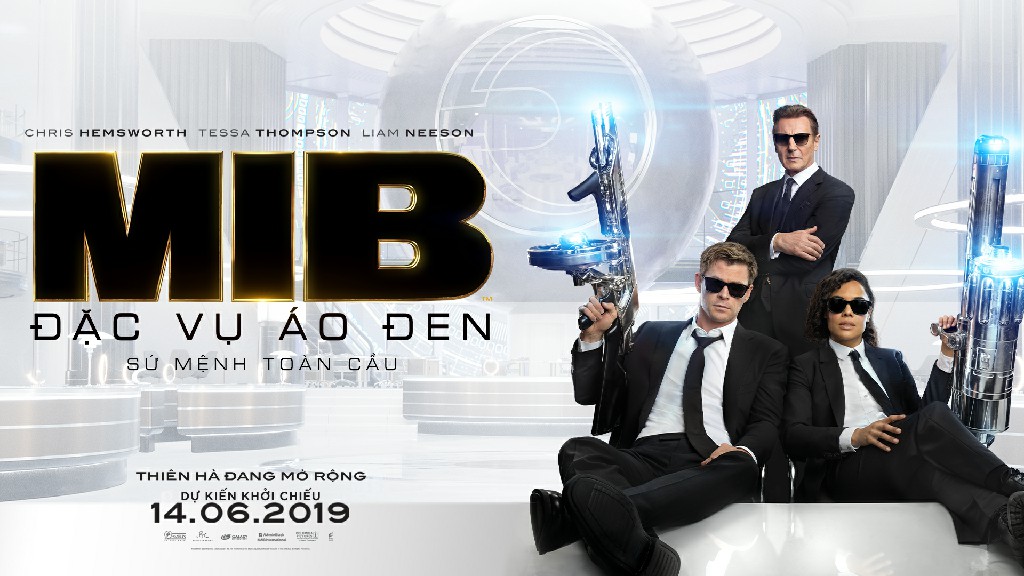 CHRIS HEMSWORTH TESSA THOMPSON LIAM NEESON
MIB™
ĐẶC VỤ ÁO ĐEN
SỨ MỆNH TOÀN CẦU
THIÊN HÀ ĐANG MỞ RỘNG
DỰ KIẾN KHỞI CHIẾU
14.06.2019